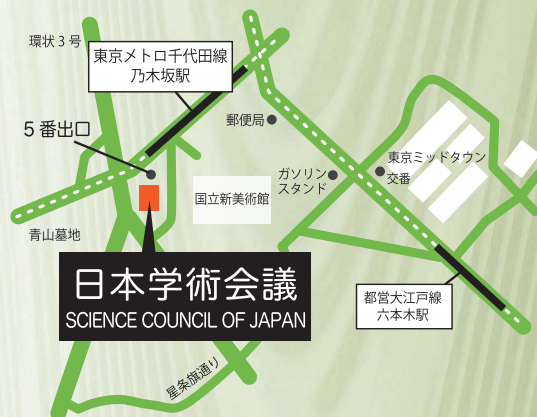 環状3号
東京メトロ千代田線
乃木坂駅
5番出口
郵便局
ガソリン
スタンド
東京ミッドタウン
交番
国立新美術館
青山墓地
日本学術会議
SCIENCE COUNCIL OF JAPAN
都営大江戸線
六本木駅
星条旗通り